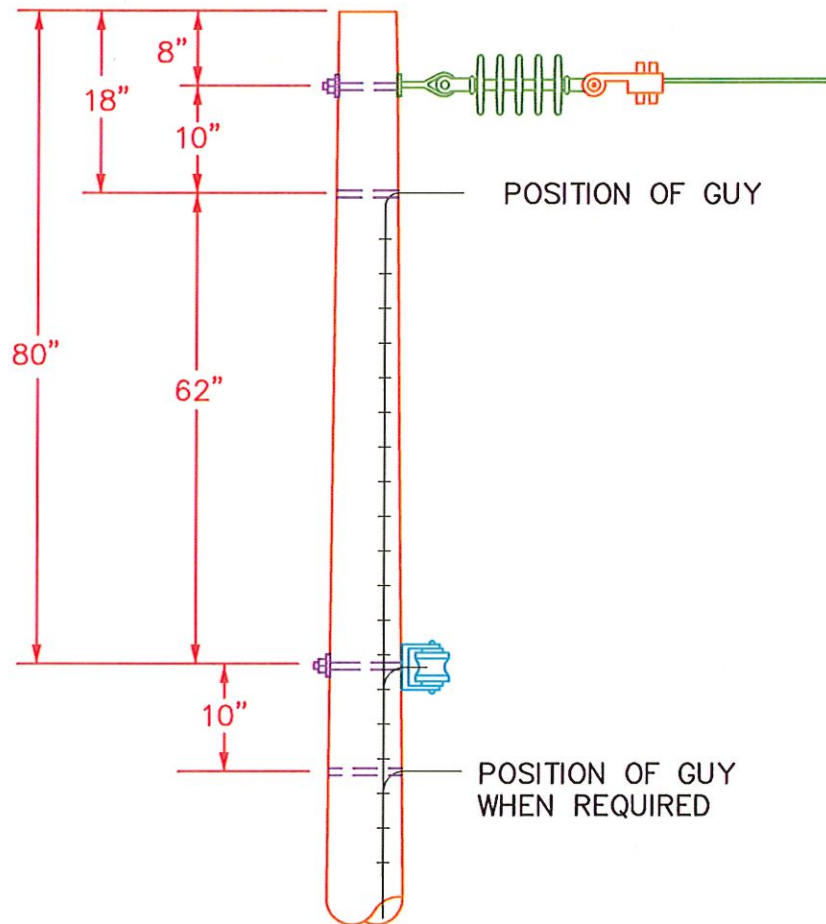 8"
18"
10"
POSITION OF GUY
80"
62"
10"
POSITION OF GUY
WHEN REQUIRED